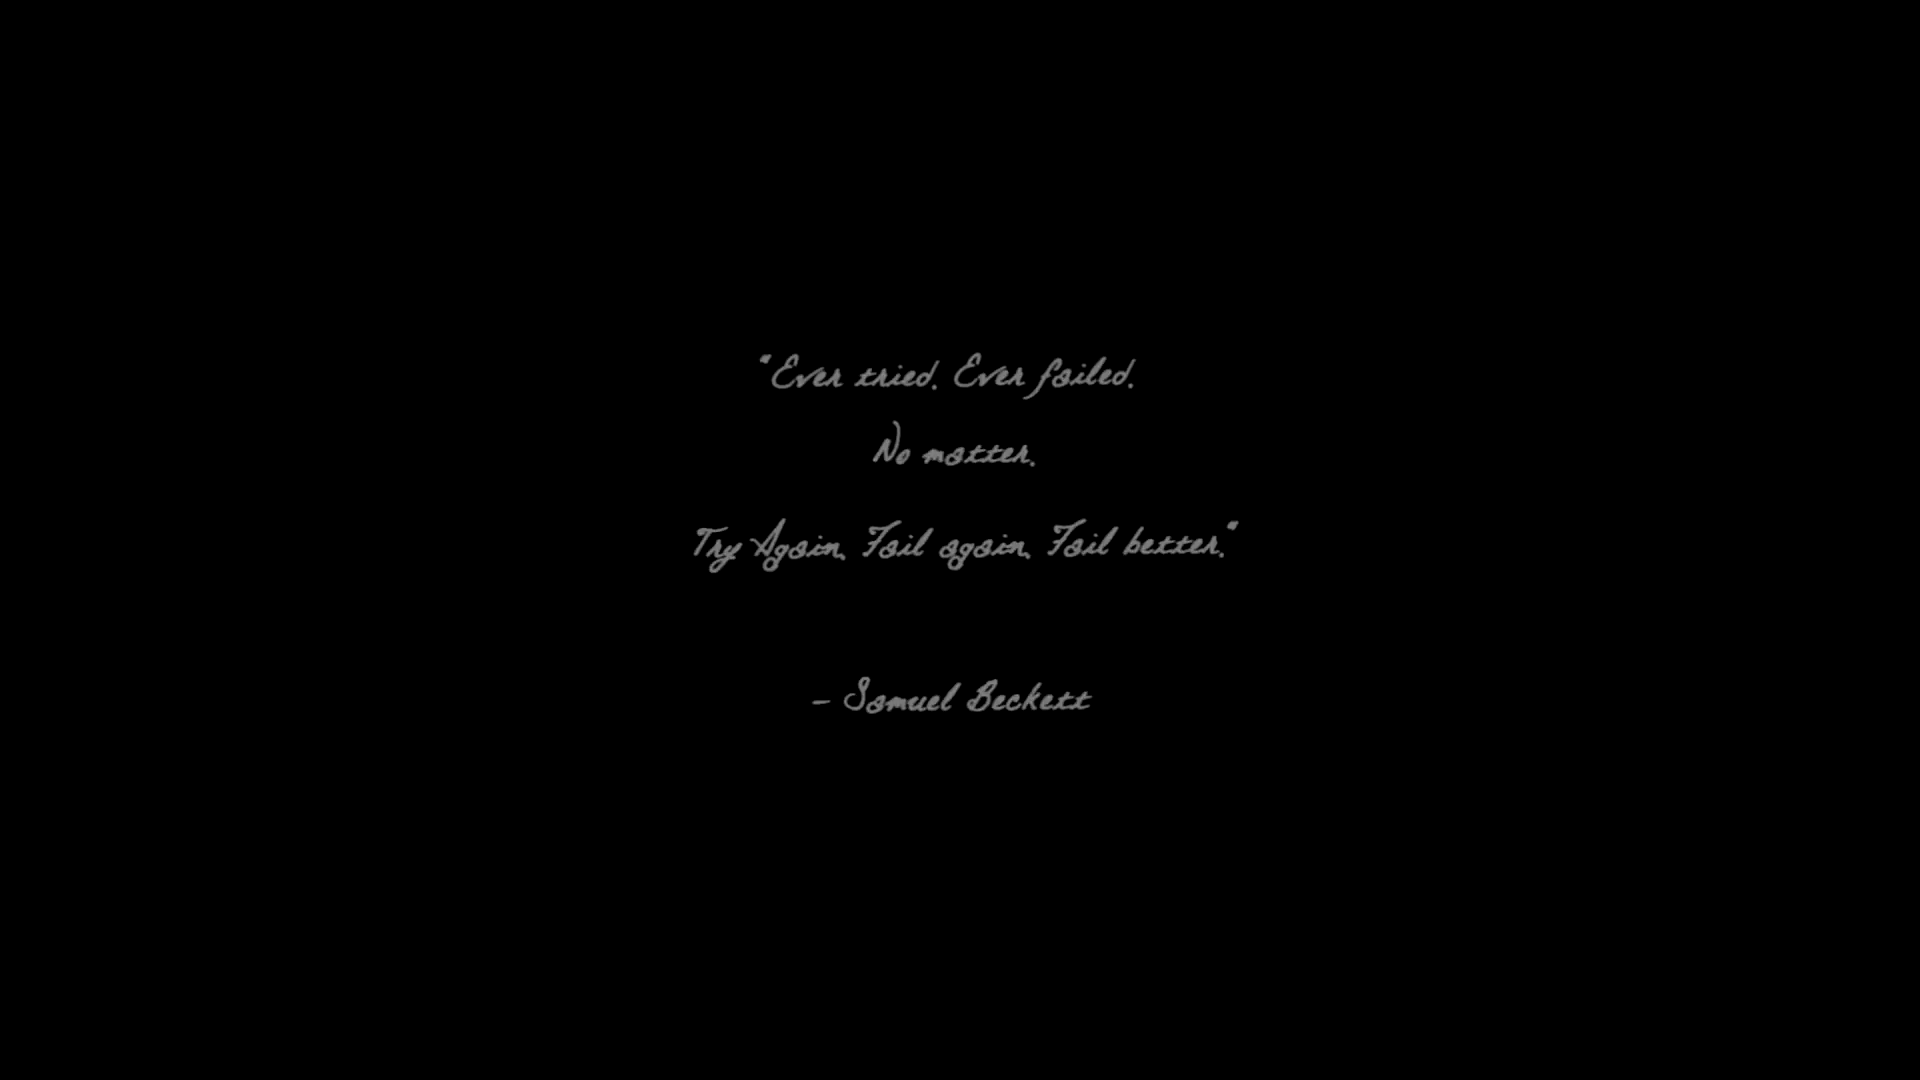 "Ever tried. Ever failed.
No matter.
Try Again. Fail again. Fail better."
- Samuel Beckett